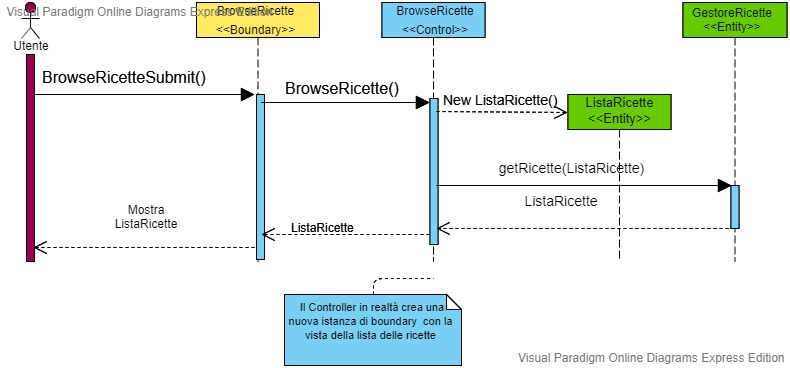 Visual Paradigm Online Diagrams Express Edition
Utente
BrowseRicette
<<Boundary>>
BrowseRicette
<<Control>>
GestoreRicette
<<Entity>>
BrowseRicetteSubmit()
BrowseRicette()
New ListaRicette()
ListaRicette
<<Entity>>
getRicette(ListaRicette)
ListaRicette
ListaRicette
Mostra
ListaRicette
Il Controller in realtà crea una
nuova istanza di boundary con la
vista della lista delle ricette
Visual Paradigm Online Diagrams Express Edition